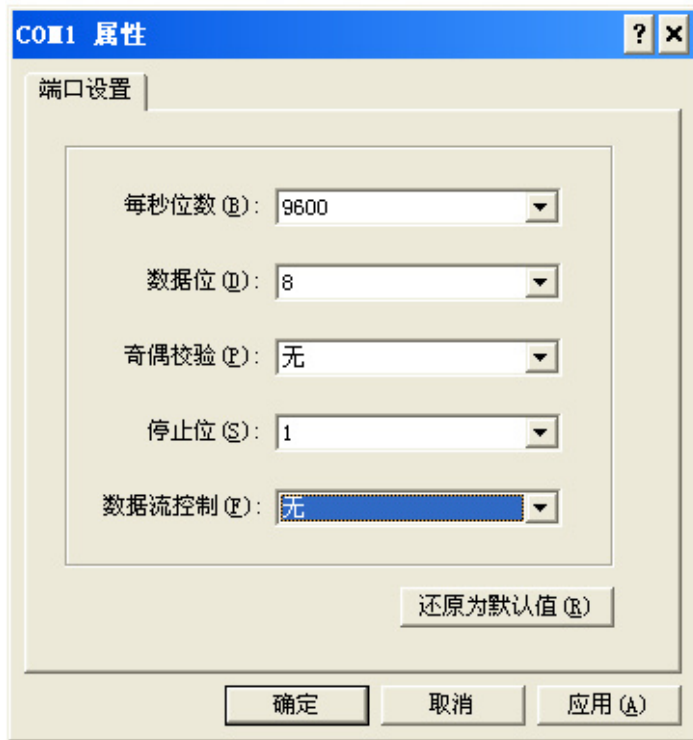 COM1 属性
端口设置
每秒位数(B): 9600
数据位(D): 8
奇偶校验(P): 无
停止位(S): 1
数据流控制(F): 无
还原为默认值(R)
确定 取消 应用(A)